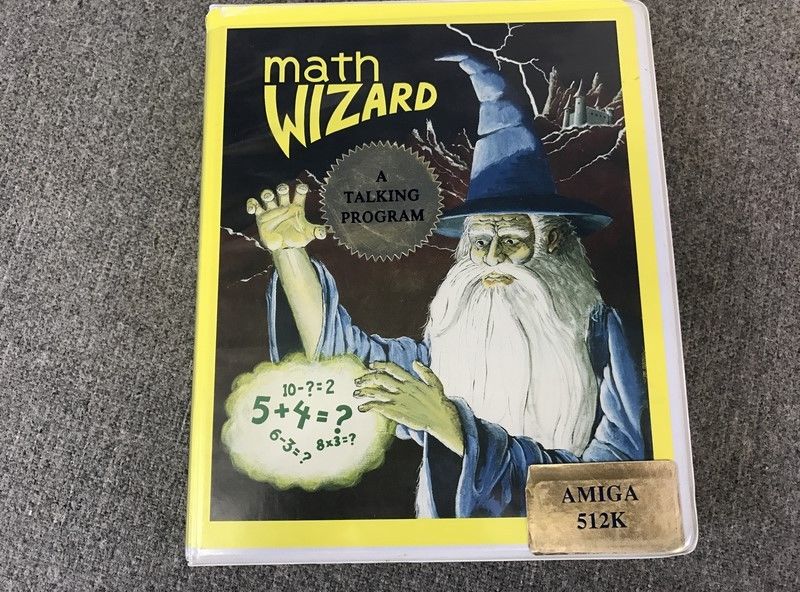 math
WIZARD
A
TALKING
PROGRAM
10-?=2
5+4=?
6-3=?
8x3=?
AMIGA
512K